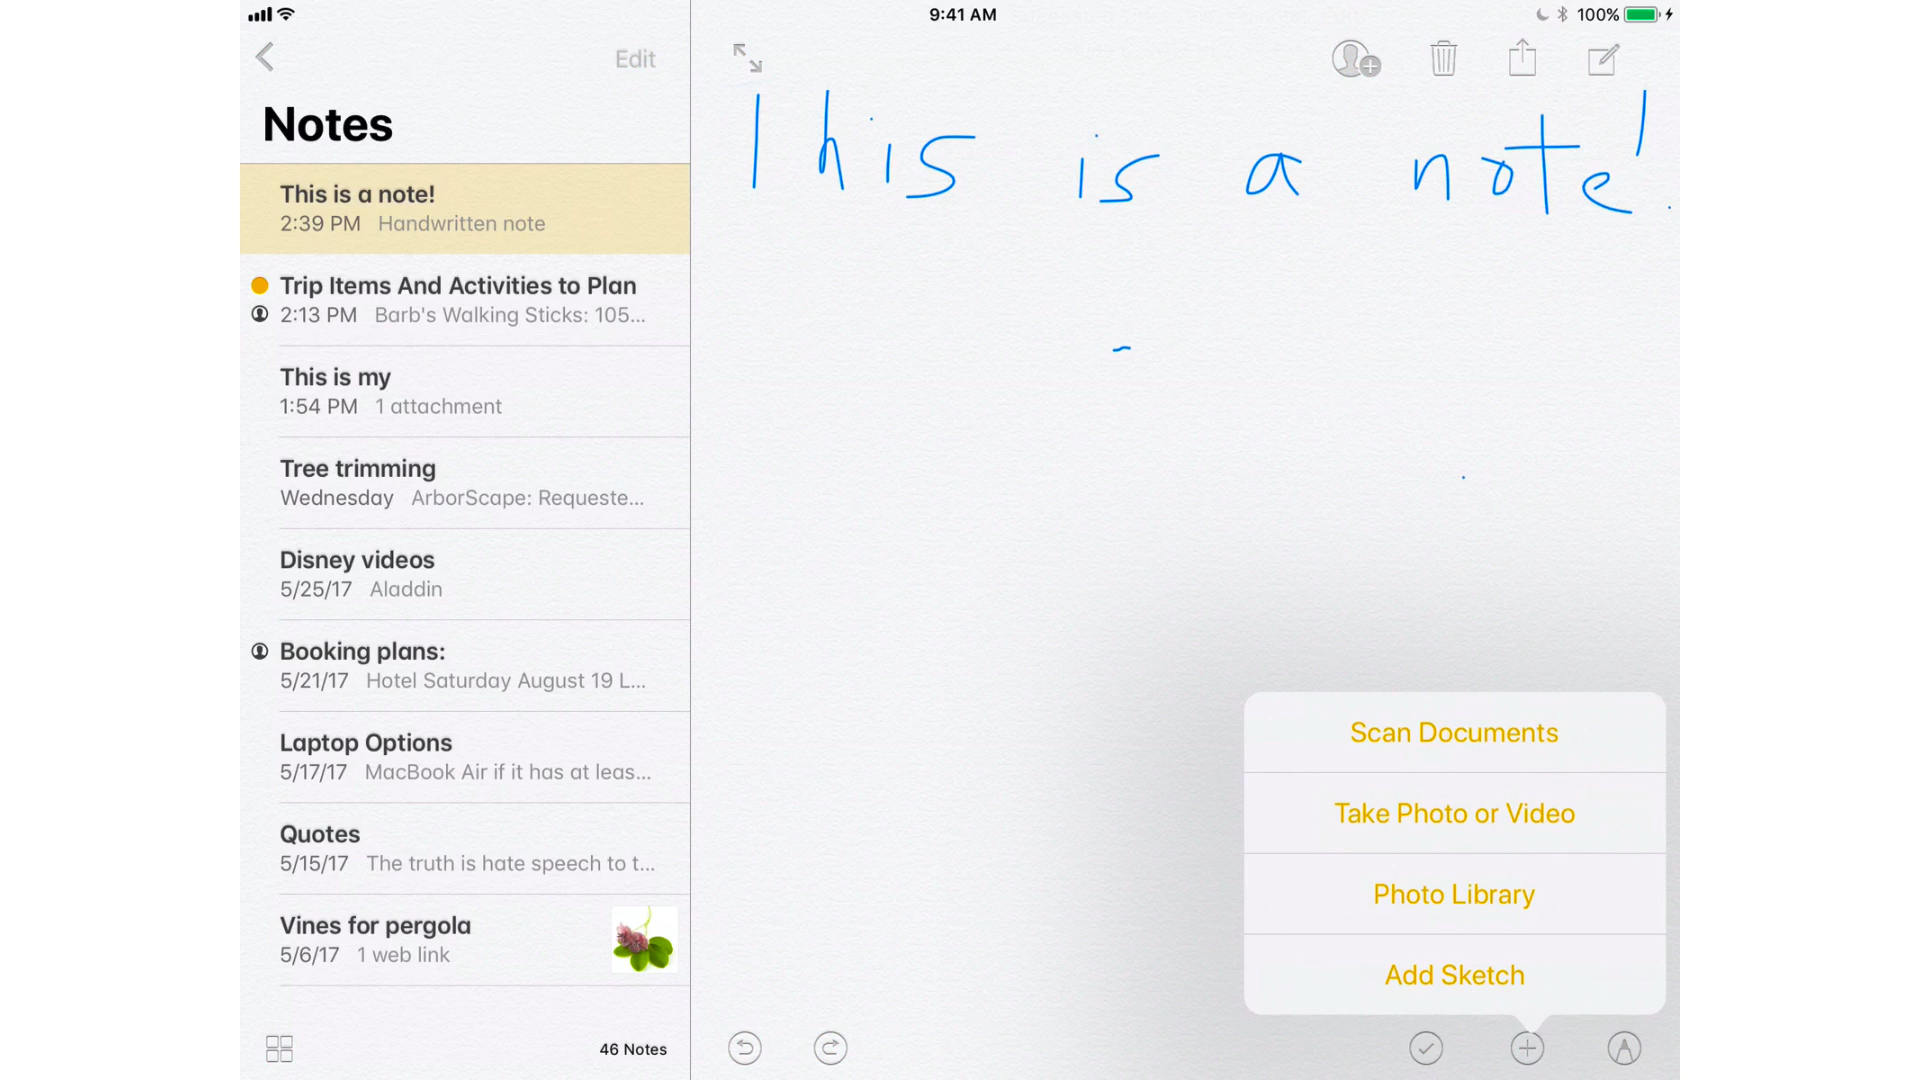 9:41 AM
100%
Edit
Notes
This is a note!
2:39 PM Handwritten note
Trip Items And Activities to Plan
2:13 PM Barb's Walking Sticks: 105...
This is my
1:54 PM 1 attachment
Tree trimming
Wednesday ArborScape: Requeste...
Disney videos
5/25/17 Aladdin
Booking plans:
5/21/17 Hotel Saturday August 19 L...
Laptop Options
5/17/17 MacBook Air if it has at leas...
Quotes
5/15/17 The truth is hate speech to t...
Vines for pergola
5/6/17 1 web link
46 Notes
This is a note!
Scan Documents
Take Photo or Video
Photo Library
Add Sketch